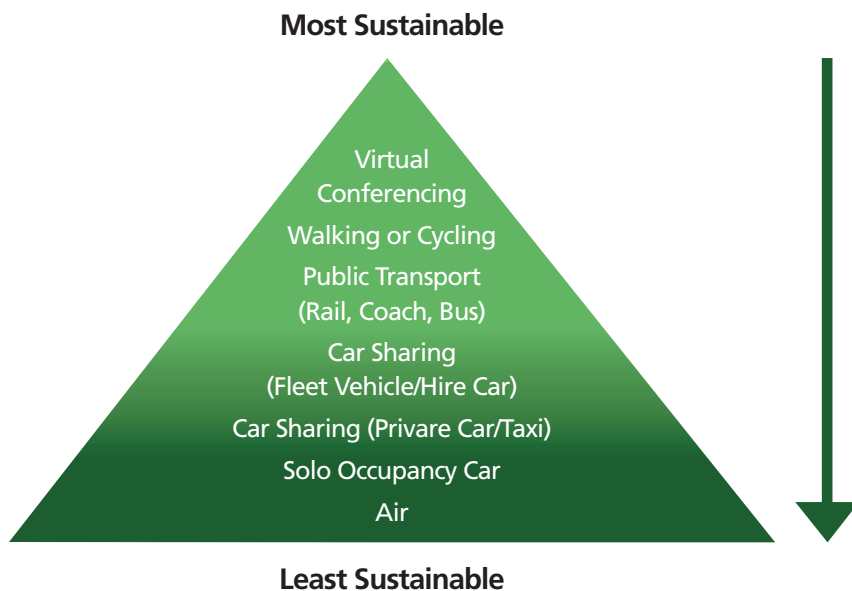 Most Sustainable
Virtual
Conferencing
Walking or Cycling
Public Transport
(Rail, Coach, Bus)
Car Sharing
(Fleet Vehicle/Hire Car)
Car Sharing (Privare Car/Taxi)
Solo Occupancy Car
Air
Least Sustainable